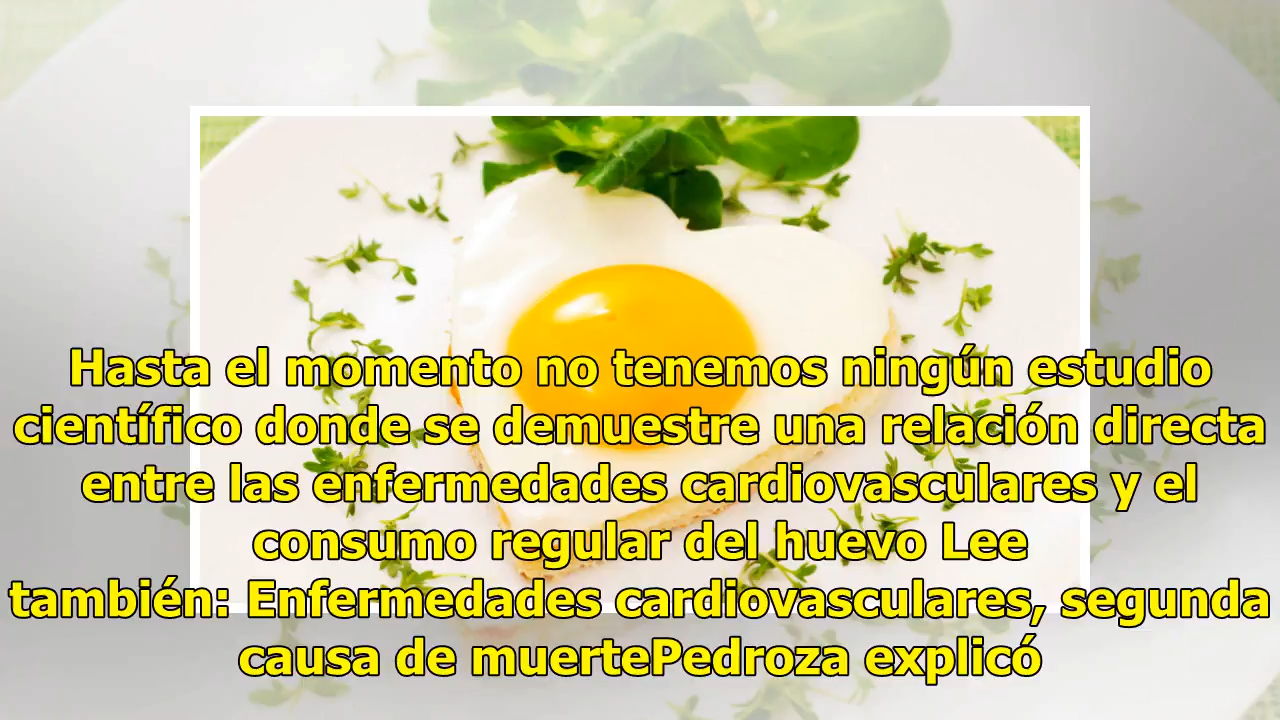 Hasta el momento no tenemos ningún estudio
científico donde se demuestre una relación directa
entre las enfermedades cardiovasculares y el
consumo regular del huevo Lee
también: Enfermedades cardiovasculares, segunda
causa de muertePedroza explicó